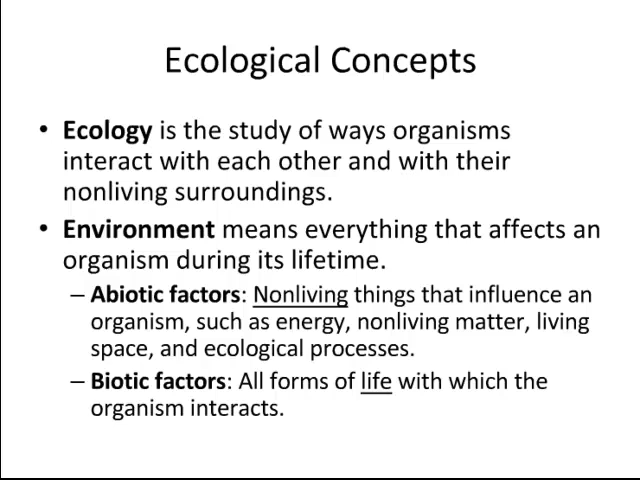 Ecological Concepts
• Ecology is the study of ways organisms
interact with each other and with their
nonliving surroundings.
• Environment means everything that affects an
organism during its lifetime.
– Abiotic factors: Nonliving things that influence an
organism, such as energy, nonliving matter, living
space, and ecological processes.
– Biotic factors: All forms of life with which the
organism interacts.